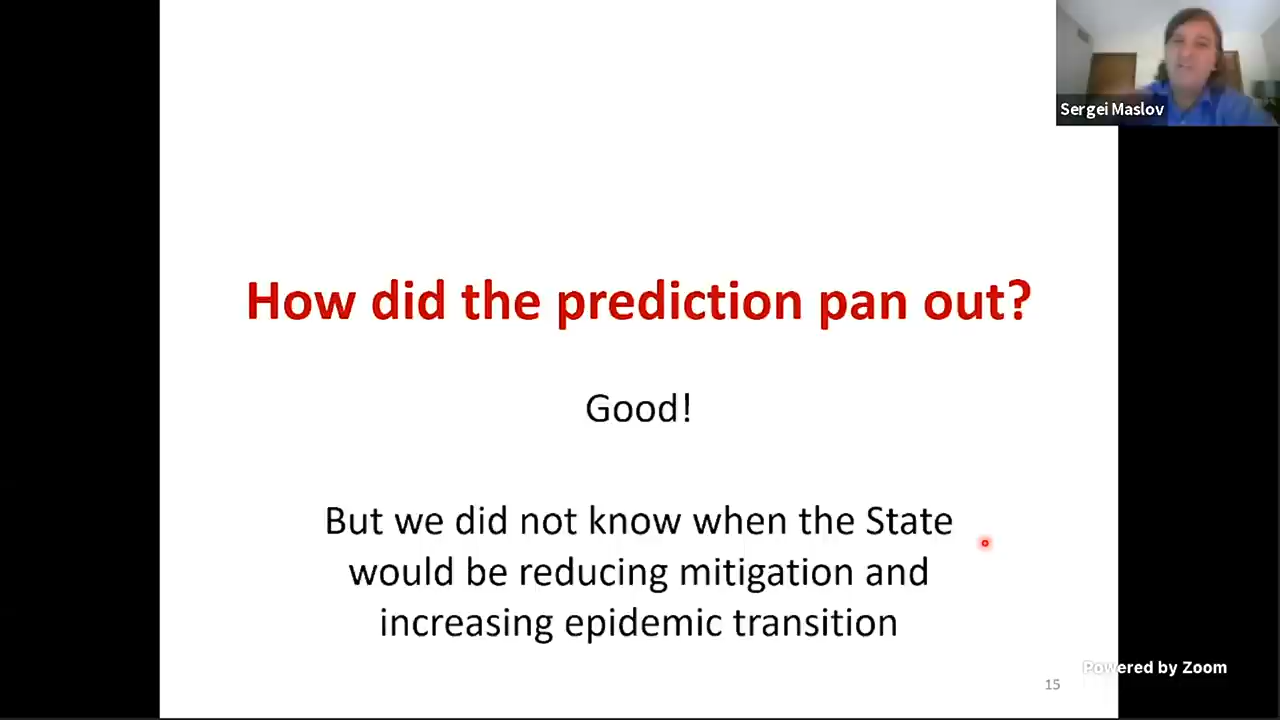 Sergei Maslov
How did the prediction pan out?
Good!
But we did not know when the State
would be reducing mitigation and
increasing epidemic transition
Powered by Zoom
15